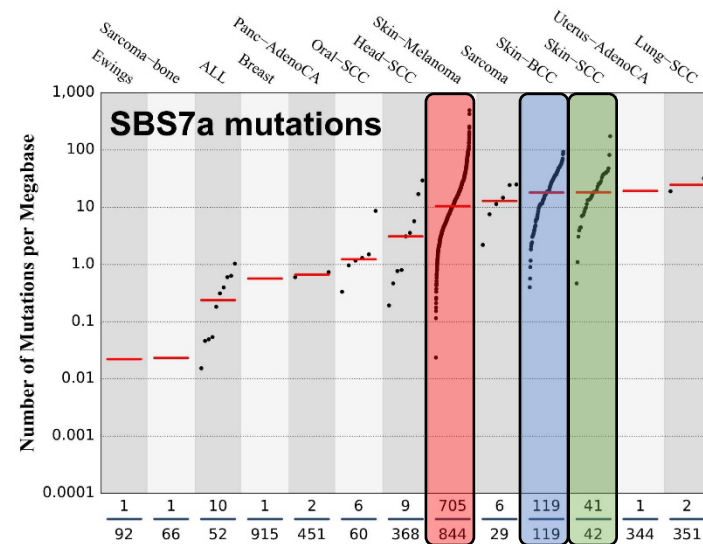 Ewings
Sarcoma-bone
ALL
Breast
Panc-AdenoCA
Oral-SCC
Head-SCC
Skin-Melanoma
Sarcoma
Skin-BCC
Skin-SCC
Uterus-AdenoCA
Lung-SCC
SBS7a mutations
Number of Mutations per Megabase
1,000
100
10
1.0
0.1
0.01
0.001
0.0001
1 1 10 1 2 6 9 705 6 119 41 1 2
92 66 52 915 451 60 368 844 29 119 42 344 351